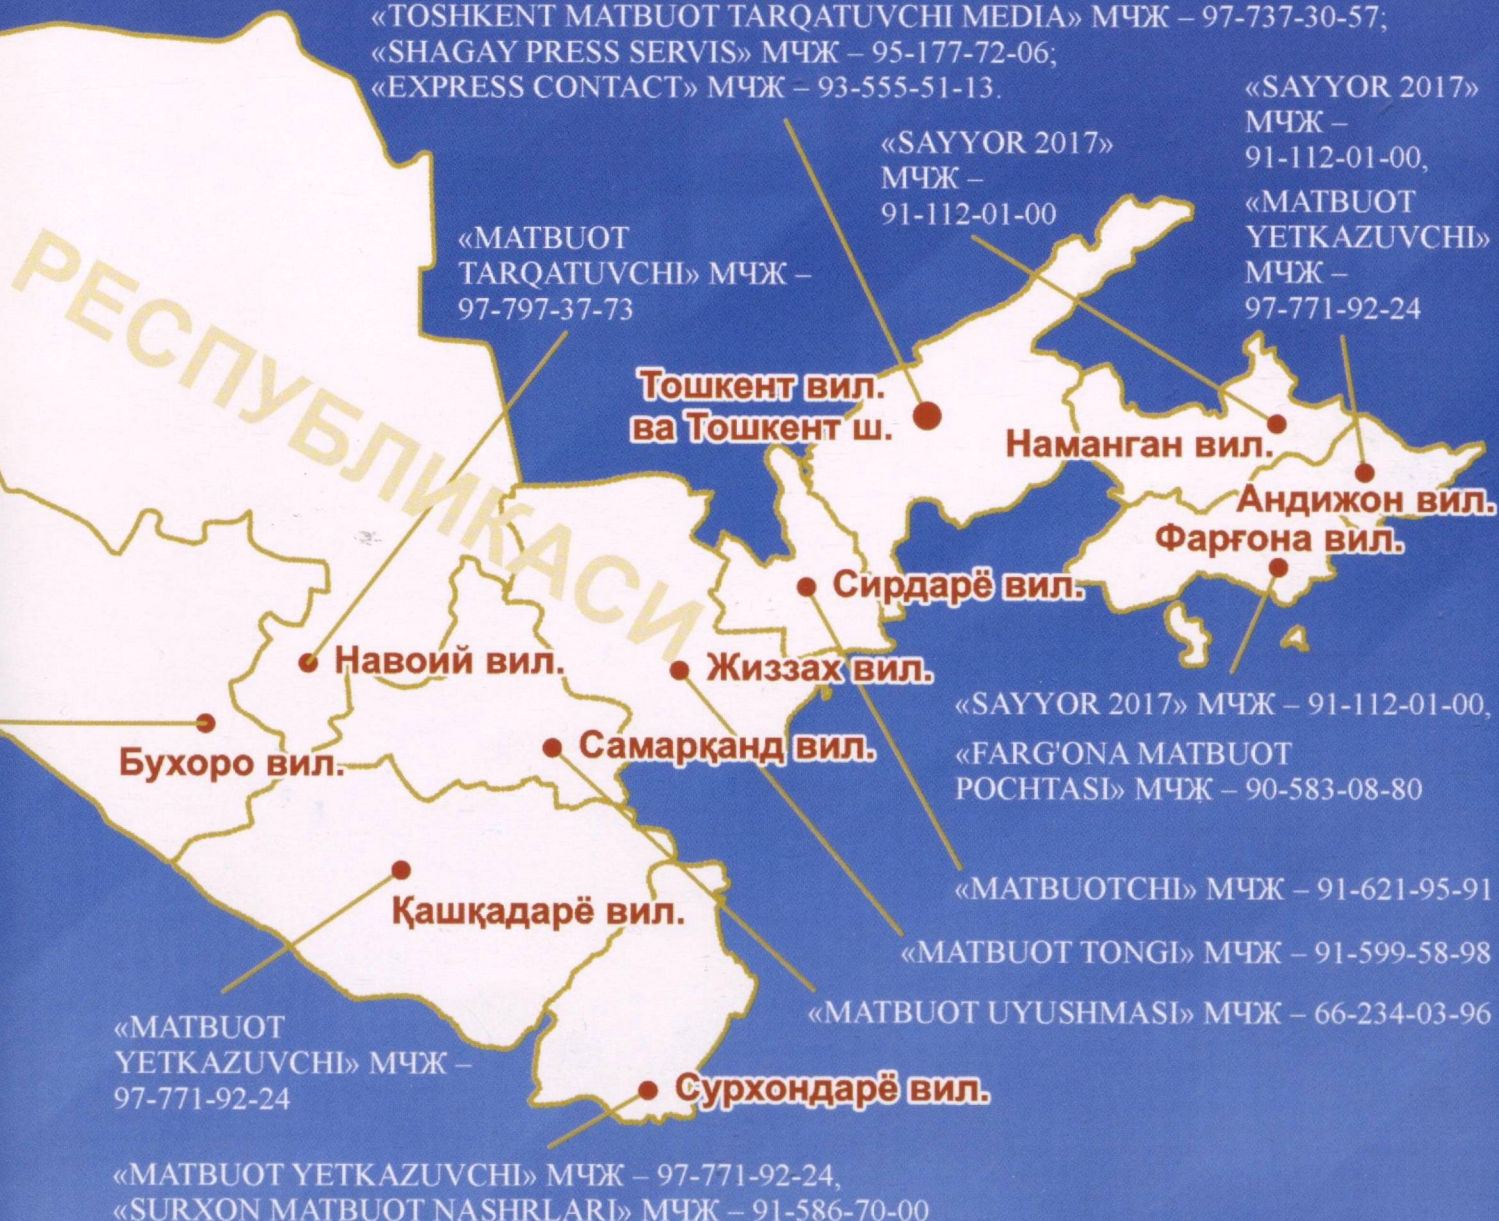 «TOSHKENT MATBUOT TARQATUVCHI MEDIA» МЧЖ – 97-737-30-57;
«SHAGAY PRESS SERVIS» МЧЖ – 95-177-72-06;
«EXPRESS CONTACT» МЧЖ – 93-555-51-13.
«SAYYOR 2017»
МЧЖ –
91-112-01-00
«SAYYOR 2017»
МЧЖ –
91-112-01-00,
«MATBUOT
YETKAZUVCHI»
МЧЖ –
97-771-92-24
«MATBUOT
TARQATUVCHI» МЧЖ –
97-797-37-73
РЕСПУБЛИКАСИ
Тошкент вил.
ва Тошкент ш.
Наманган вил.
Андижон вил.
Фарғона вил.
Сирдарё вил.
Навоий вил.
Жиззах вил.
Бухоро вил.
Самарқанд вил.
Қашқадарё вил.
Сурхондарё вил.
«SAYYOR 2017» МЧЖ – 91-112-01-00,
«FARG'ONA MATBUOT
POCHTASI» МЧЖ – 90-583-08-80
«MATBUOTCHI» МЧЖ – 91-621-95-91
«MATBUOT TONGI» МЧЖ – 91-599-58-98
«MATBUOT UYUSHMASI» МЧЖ – 66-234-03-96
«MATBUOT
YETKAZUVCHI» МЧЖ –
97-771-92-24
«MATBUOT YETKAZUVCHI» МЧЖ – 97-771-92-24,
«SURXON MATBUOT NASHRLARI» МЧЖ – 91-586-70-00